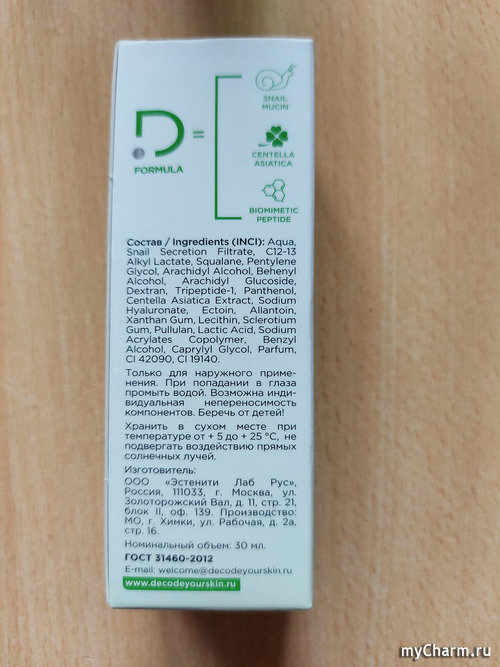 .D =
FORMULA
SNAIL
MUCIN
CENTELLA
ASIATICA
BIOMIMETIC
PEPTIDE
Состав / Ingredients (INCI): Aqua,
Snail Secretion Filtrate, C12-13
Alkyl Lactate, Squalane, Pentylene
Glycol, Arachidyl Alcohol, Behenyl
Alcohol, Arachidyl Glucoside,
Dextran, Tripeptide-1, Panthenol,
Centella Asiatica Extract, Sodium
Hyaluronate, Ectoin, Allantoin,
Xanthan Gum, Lecithin, Sclerotium
Gum, Pullulan, Lactic Acid, Sodium
Acrylates Copolymer, Benzyl
Alcohol, Caprylyl Glycol, Parfum,
CI 42090, CI 19140.
Только для наружного приме-
нения. При попадании в глаза
промыть водой. Возможна инди-
видуальная непереносимость
компонентов. Беречь от детей!
Хранить в сухом месте при
температуре от + 5 до + 25 °C, не
подвергать воздействию прямых
солнечных лучей.
Изготовитель:
ООО «Эстенити Лаб Рус»,
Россия, 111033, г. Москва, ул.
Золоторожский Вал, д. 11, стр. 21,
блок II, оф. 139. Производство:
МО, г. Химки, ул. Рабочая, д. 2а,
стр. 16.
Номинальный объем: 30 мл.
ГОСТ 31460-2012
E-mail: welcome@decodeyourskin.ru
www.decodeyourskin.ru
myCharm.ru